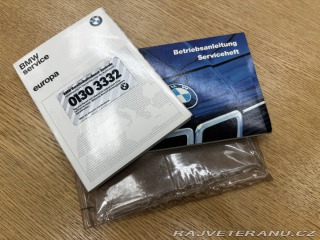 BMW
service
europa
0130 3332
Betriebsanleitung
Serviceheft
RAJVETERANU.CZ